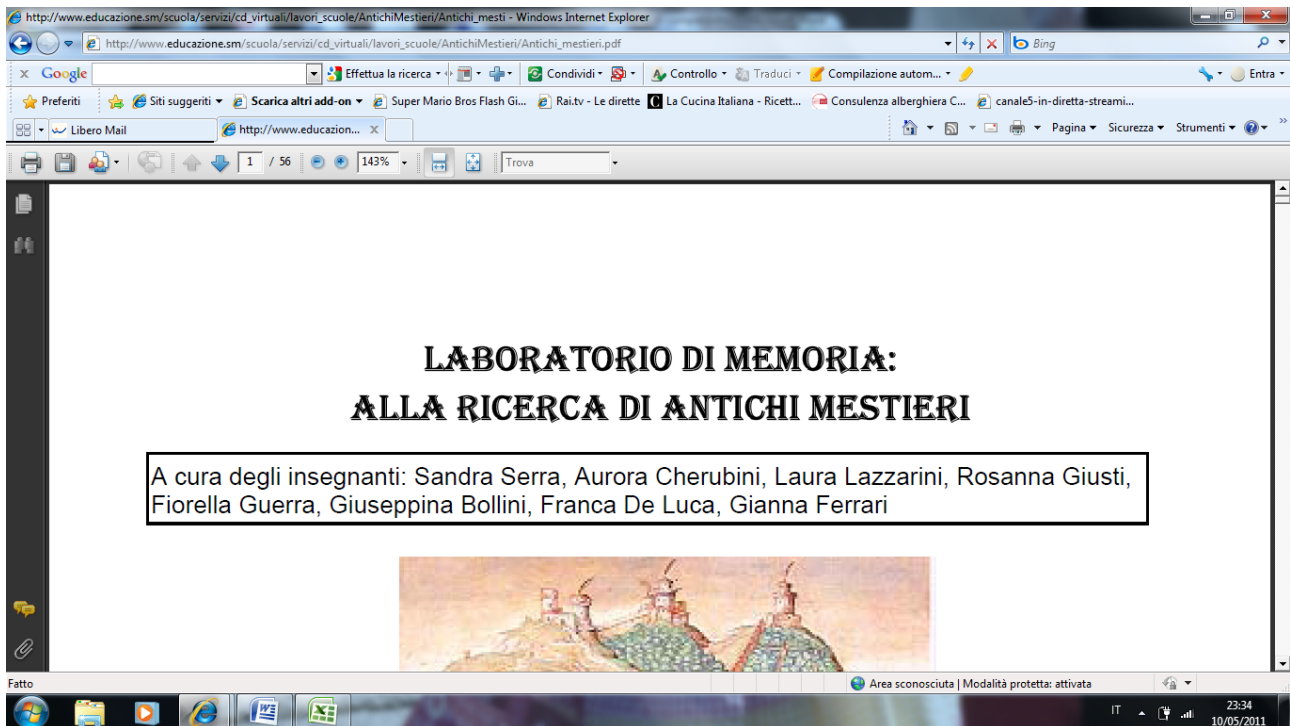 http://www.educazione.sm/scuola/servizi/cd_virtuali/lavori_scuole/AntichiMestieri/Antichi_mesti - Windows Internet Explorer
http://www.educazione.sm/scuola/servizi/cd_virtuali/lavori_scuole/AntichiMestieri/Antichi_mestieri.pdf Bing
x Google Effettua la ricerca Condividi Controllo Traduci Compilazione autom... Entra
Preferiti Siti suggeriti Scarica altri add-on Super Mario Bros Flash Gi... Rai.tv - Le dirette La Cucina Italiana - Ricett... Consulenza alberghiera C... canale5-in-diretta-streami...
Libero Mail http://www.educazion... x Pagina Sicurezza Strumenti
1 / 56 143% Trova
LABORATORIO DI MEMORIA:
ALLA RICERCA DI ANTICHI MESTIERI
A cura degli insegnanti: Sandra Serra, Aurora Cherubini, Laura Lazzarini, Rosanna Giusti,
Fiorella Guerra, Giuseppina Bollini, Franca De Luca, Gianna Ferrari
Fatto Area sconosciuta | Modalità protetta: attivata
IT 23:34
10/05/2011